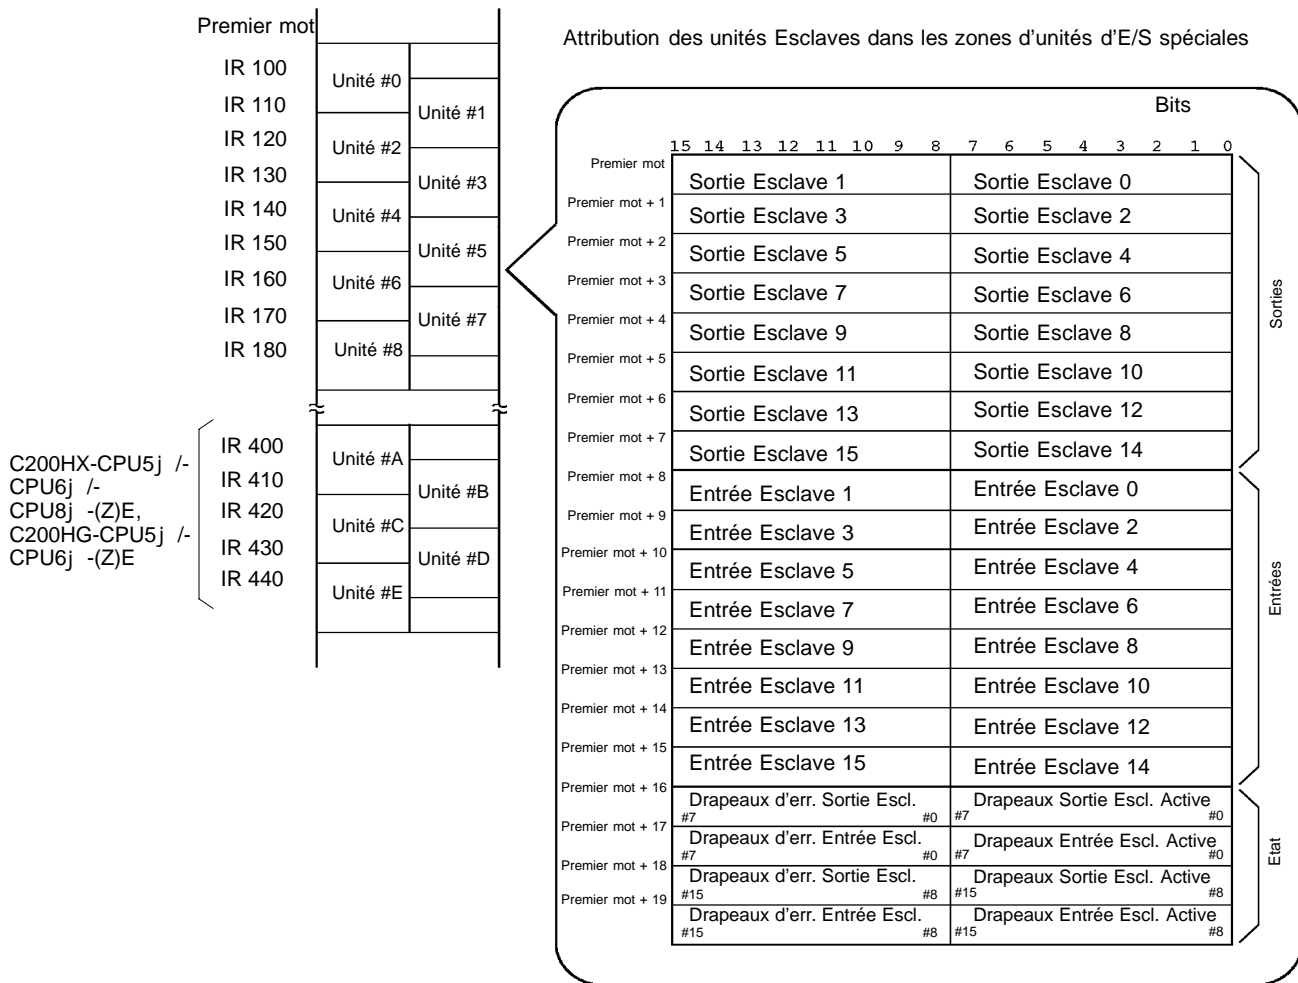 Premier mot
Attribution des unités Esclaves dans les zones d'unités d'E/S spéciales
IR 100
IR 110
IR 120
IR 130
IR 140
IR 150
IR 160
IR 170
IR 180
Unité #0
Unité #1
Unité #2
Unité #3
Unité #4
Unité #5
Unité #6
Unité #7
Unité #8
C200HX-CPU5j /-
CPU6j /-
CPU8j -(Z)E,
C200HG-CPU5j /-
CPU6j -(Z)E
IR 400
IR 410
IR 420
IR 430
IR 440
Unité #A
Unité #B
Unité #C
Unité #D
Unité #E
Bits
15 14 13 12 11 10 9 8 7 6 5 4 3 2 1 0
Premier mot
Sortie Esclave 1 Sortie Esclave 0
Premier mot + 1
Sortie Esclave 3 Sortie Esclave 2
Premier mot + 2
Sortie Esclave 5 Sortie Esclave 4
Premier mot + 3
Sortie Esclave 7 Sortie Esclave 6
Premier mot + 4
Sortie Esclave 9 Sortie Esclave 8
Premier mot + 5
Sortie Esclave 11 Sortie Esclave 10
Premier mot + 6
Sortie Esclave 13 Sortie Esclave 12
Premier mot + 7
Sortie Esclave 15 Sortie Esclave 14
Sorties
Premier mot + 8
Entrée Esclave 1 Entrée Esclave 0
Premier mot + 9
Entrée Esclave 3 Entrée Esclave 2
Premier mot + 10
Entrée Esclave 5 Entrée Esclave 4
Premier mot + 11
Entrée Esclave 7 Entrée Esclave 6
Premier mot + 12
Entrée Esclave 9 Entrée Esclave 8
Premier mot + 13
Entrée Esclave 11 Entrée Esclave 10
Premier mot + 14
Entrée Esclave 13 Entrée Esclave 12
Premier mot + 15
Entrée Esclave 15 Entrée Esclave 14
Entrées
Premier mot + 16
Drapeaux d'err. Sortie Escl. Drapeaux Sortie Escl. Active
#7 #0 #7 #0
Premier mot + 17
Drapeaux d'err. Entrée Escl. Drapeaux Entrée Escl. Active
#7 #0 #7 #0
Premier mot + 18
Drapeaux d'err. Sortie Escl. Drapeaux Sortie Escl. Active
#15 #8 #15 #8
Premier mot + 19
Drapeaux d'err. Entrée Escl. Drapeaux Entrée Escl. Active
#15 #8 #15 #8
Etat